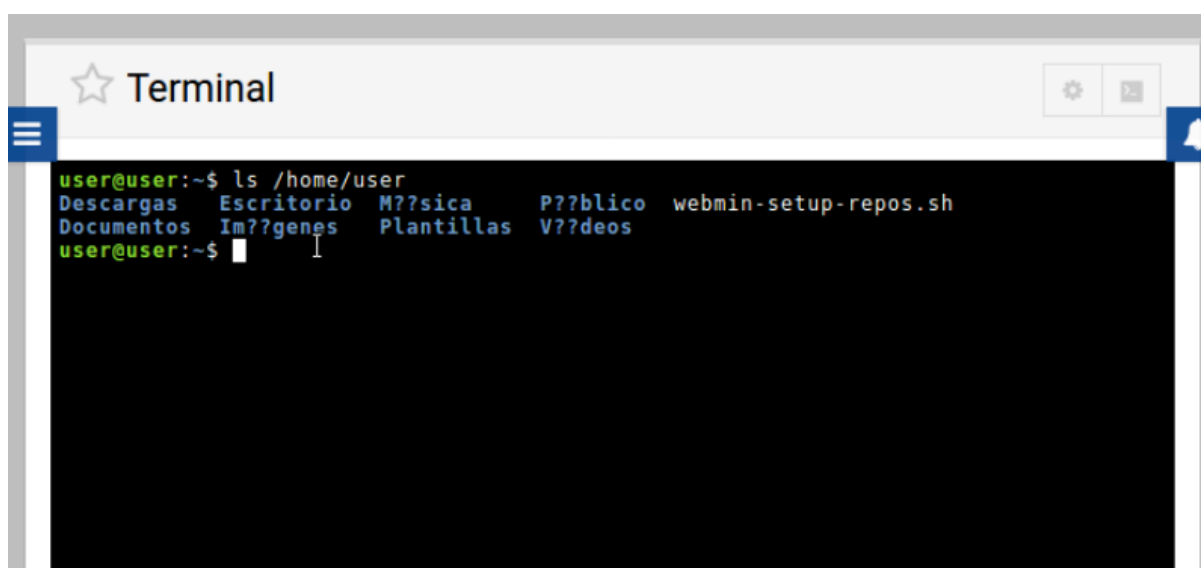 Terminal
user@user:~$ ls /home/user
Descargas Escritorio M??sica P??blico webmin-setup-repos.sh
Documentos Im??genes Plantillas V??deos
user@user:~$